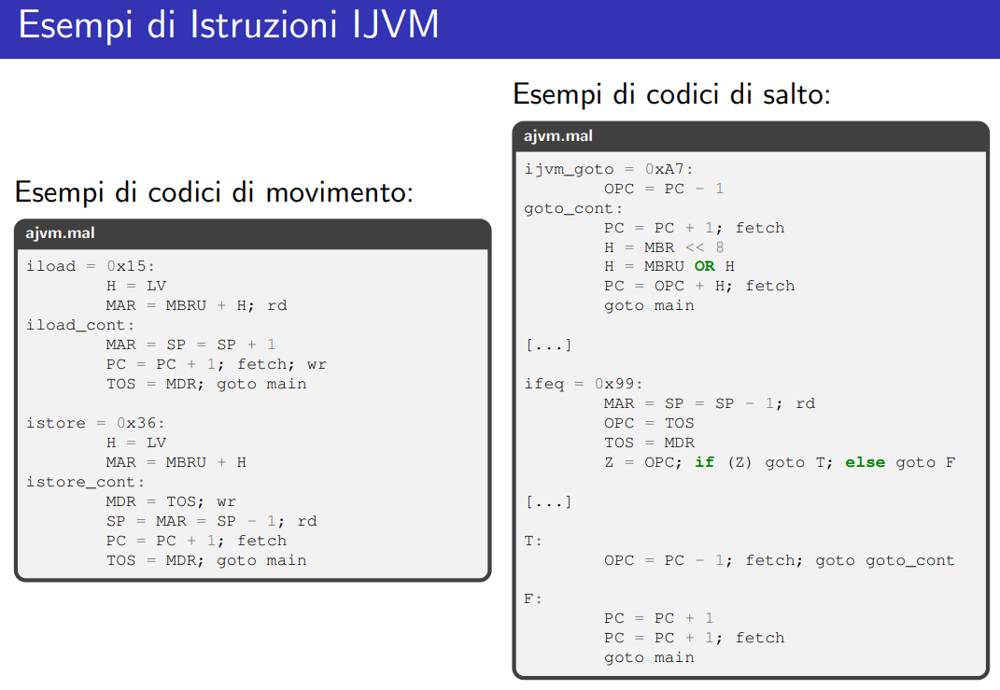 Esempi di Istruzioni IJVM
Esempi di codici di movimento:
ajvm.mal
iload = 0x15:
H = LV
MAR = MBRU + H; rd
iload_cont:
MAR = SP = SP + 1
PC = PC + 1; fetch; wr
TOS = MDR; goto main
istore = 0x36:
H = LV
MAR = MBRU + H
istore_cont:
MDR = TOS; wr
SP = MAR = SP - 1; rd
PC = PC + 1; fetch
TOS = MDR; goto main
Esempi di codici di salto:
ajvm.mal
ijvm_goto = 0xA7:
OPC = PC - 1
goto_cont:
PC = PC + 1; fetch
H = MBR << 8
H = MBRU OR H
PC = OPC + H; fetch
goto main
[...]
ifeq = 0x99:
MAR = SP = SP - 1; rd
OPC = TOS
TOS = MDR
Z = OPC; if (Z) goto T; else goto F
[...]
T:
OPC = PC - 1; fetch; goto goto_cont
F:
PC = PC + 1
PC = PC + 1; fetch
goto main